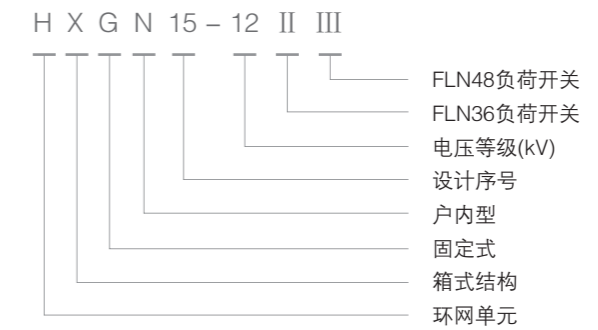 HXGN15-12 II III
FLN48负荷开关
FLN36负荷开关
电压等级(kV)
设计序号
户内型
固定式
箱式结构
环网单元